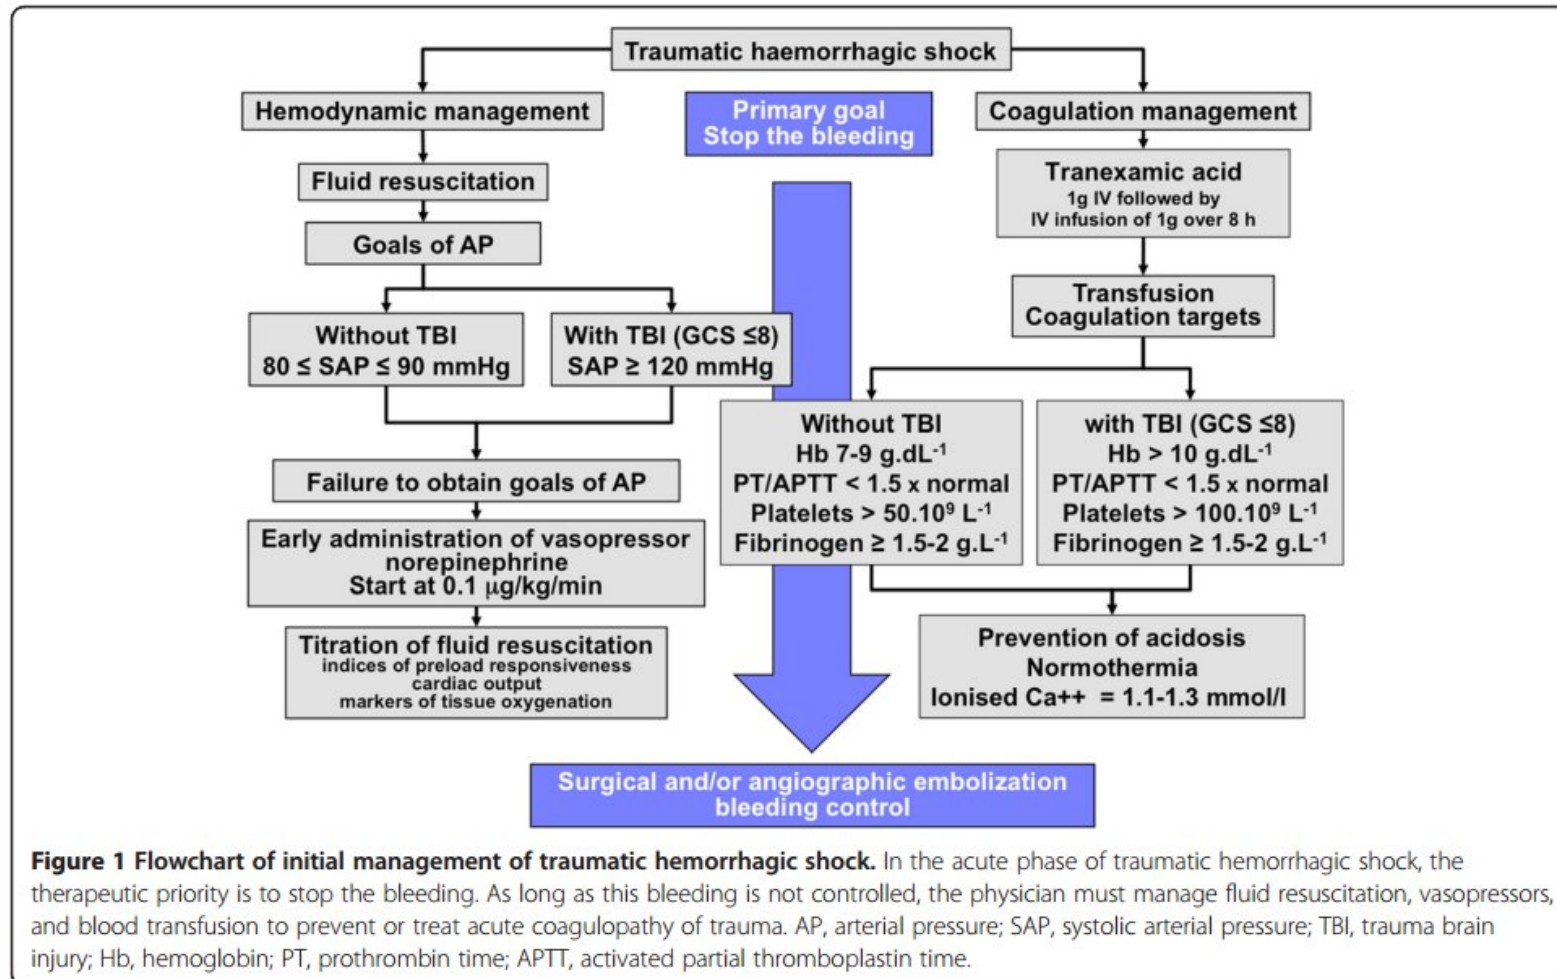 Traumatic haemorrhagic shock
Hemodynamic management
Fluid resuscitation
Goals of AP
Without TBI
80 ≤ SAP ≤ 90 mmHg
With TBI (GCS ≤8)
SAP ≥ 120 mmHg
Failure to obtain goals of AP
Early administration of vasopressor
norepinephrine
Start at 0.1 µg/kg/min
Titration of fluid resuscitation
indices of preload responsiveness
cardiac output
markers of tissue oxygenation
Primary goal
Stop the bleeding
Coagulation management
Tranexamic acid
1g IV followed by
IV infusion of 1g over 8 h
Transfusion
Coagulation targets
Without TBI
Hb 7-9 g.dL⁻¹
PT/APTT < 1.5 x normal
Platelets > 50.10⁹ L⁻¹
Fibrinogen ≥ 1.5-2 g.L⁻¹
with TBI (GCS ≤8)
Hb > 10 g.dL⁻¹
PT/APTT < 1.5 x normal
Platelets > 100.10⁹ L⁻¹
Fibrinogen ≥ 1.5-2 g.L⁻¹
Prevention of acidosis
Normothermia
Ionised Ca++ = 1.1-1.3 mmol/l
Surgical and/or angiographic embolization
bleeding control
Figure 1 Flowchart of initial management of traumatic hemorrhagic shock. In the acute phase of traumatic hemorrhagic shock, the
therapeutic priority is to stop the bleeding. As long as this bleeding is not controlled, the physician must manage fluid resuscitation, vasopressors,
and blood transfusion to prevent or treat acute coagulopathy of trauma. AP, arterial pressure; SAP, systolic arterial pressure; TBI, trauma brain
injury; Hb, hemoglobin; PT, prothrombin time; APTT, activated partial thromboplastin time.